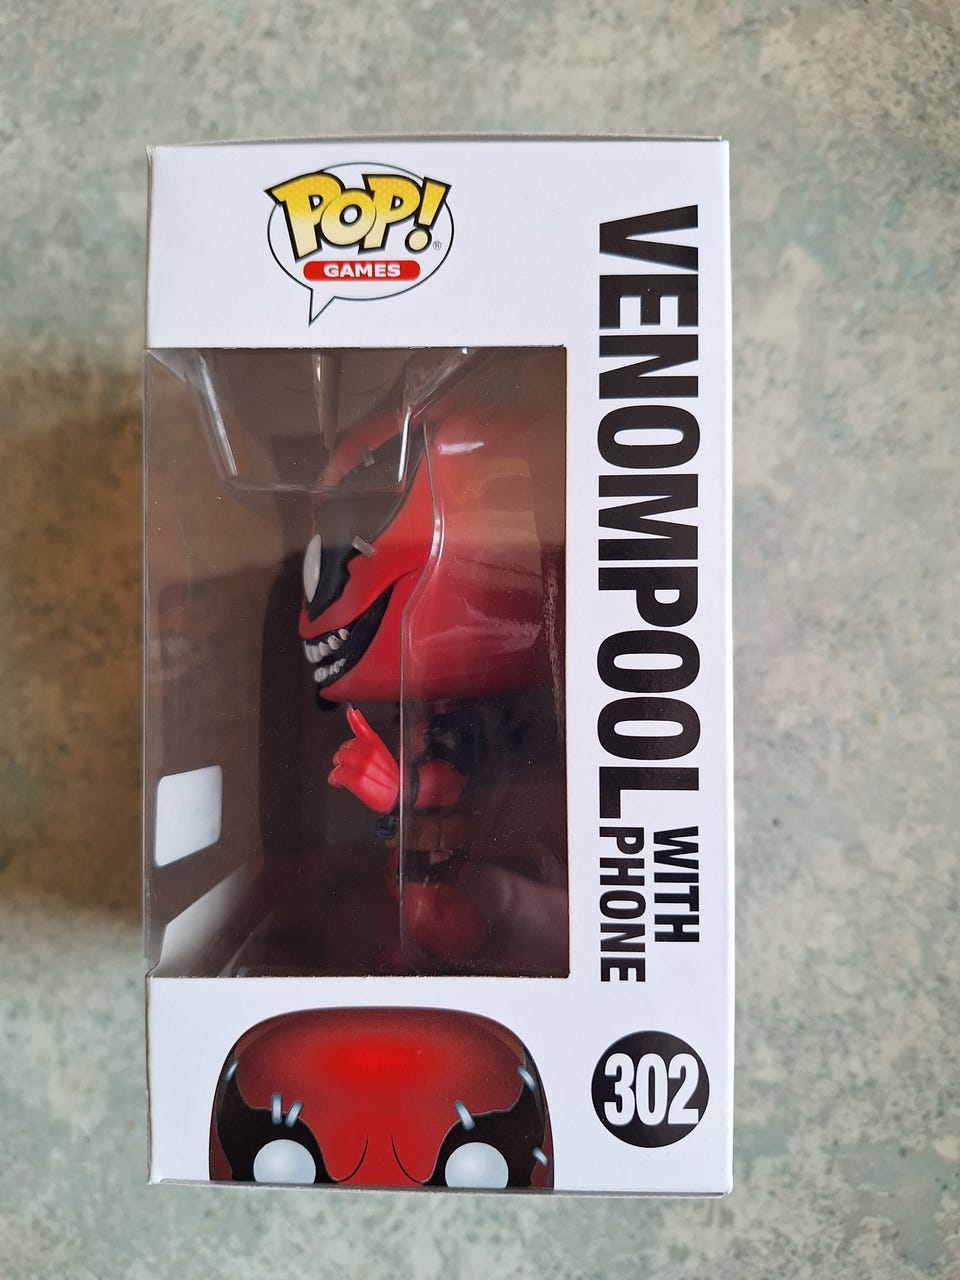 POP!®
GAMES
VENOMPOOL WITH
PHONE
302